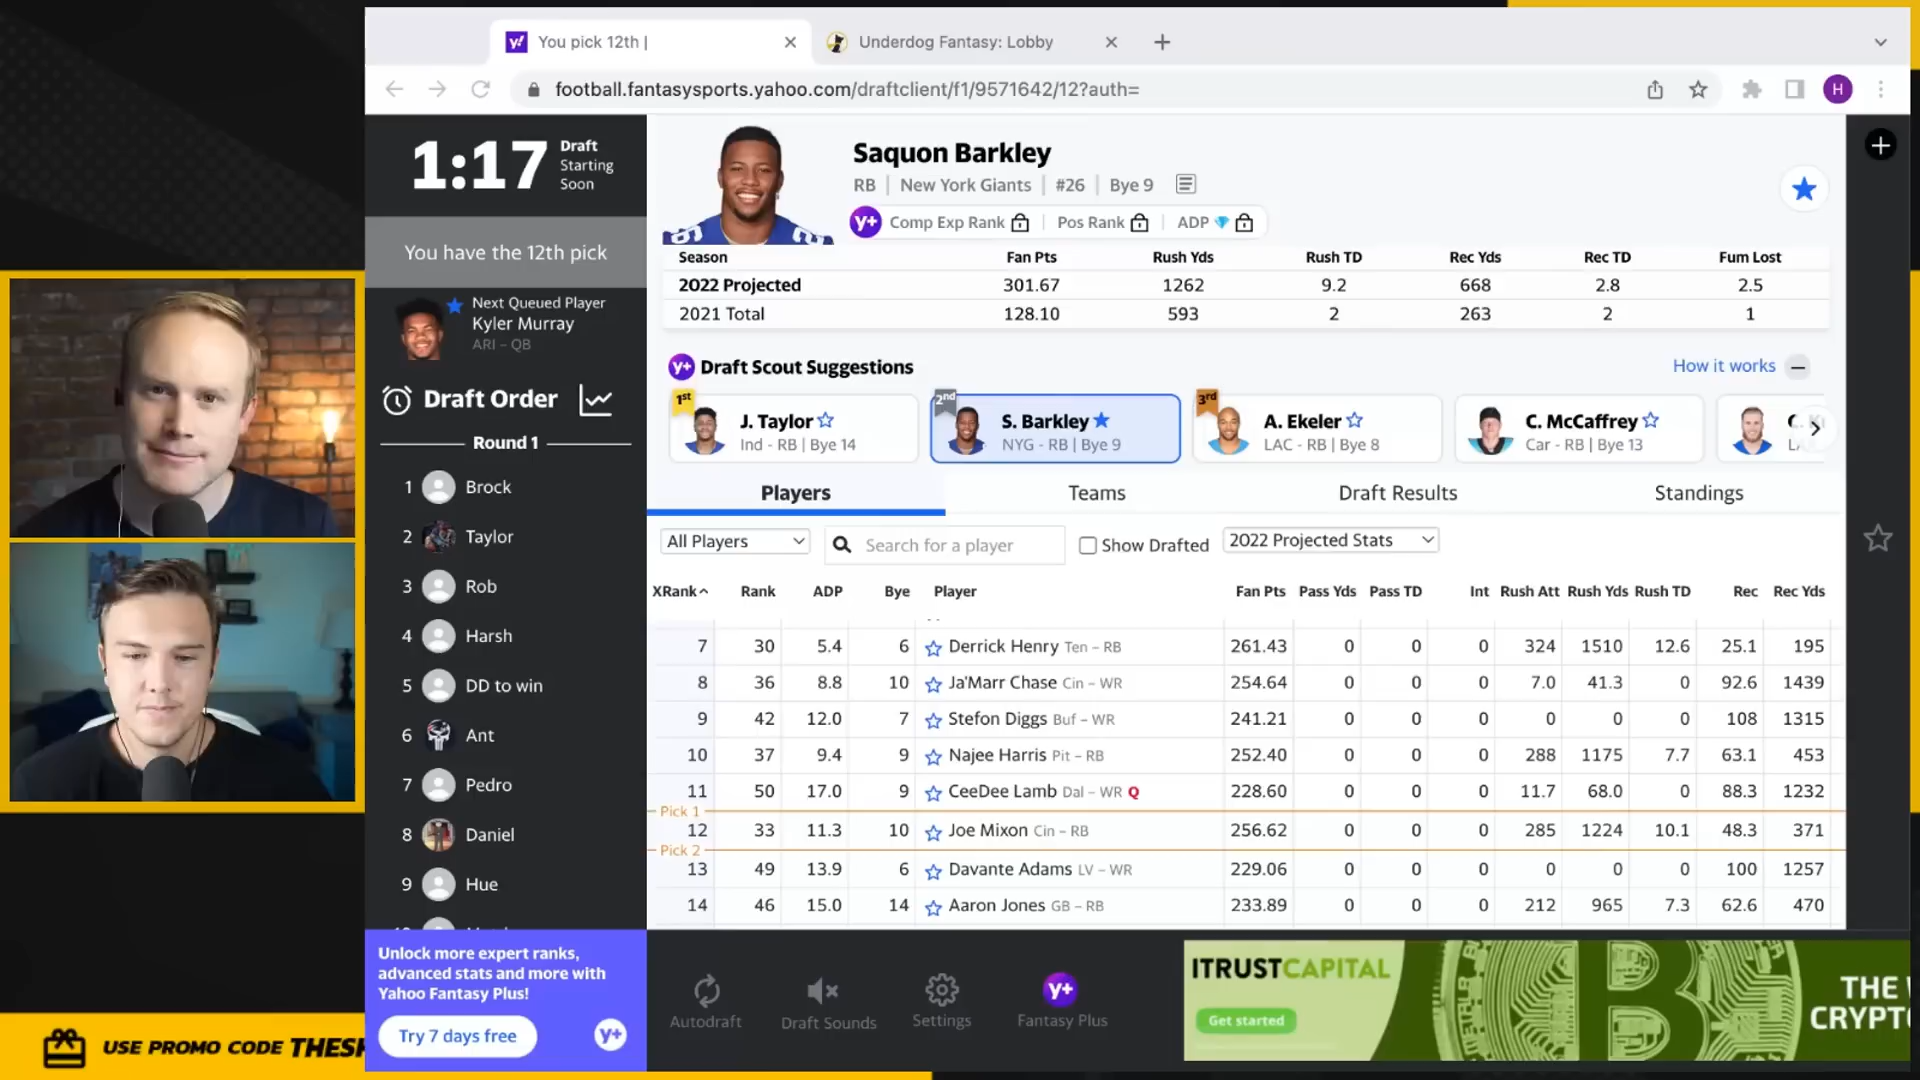 You pick 12th |
Underdog Fantasy: Lobby
football.fantasysports.yahoo.com/draftclient/f1/9571642/12?auth=
H
1:17 Draft Starting Soon
You have the 12th pick
Next Queued Player
Kyler Murray
ARI – QB
Draft Order
Round 1
1 Brock
2 Taylor
3 Rob
4 Harsh
5 DD to win
6 Ant
7 Pedro
8 Daniel
9 Hue
Unlock more expert ranks,
advanced stats and more with
Yahoo Fantasy Plus!
Try 7 days free
y+
Saquon Barkley
RB | New York Giants | #26 | Bye 9
y+ Comp Exp Rank | Pos Rank | ADP
Season Fan Pts Rush Yds Rush TD Rec Yds Rec TD Fum Lost
2022 Projected 301.67 1262 9.2 668 2.8 2.5
2021 Total 128.10 593 2 263 2 1
y+ Draft Scout Suggestions How it works
1st J. Taylor
Ind - RB | Bye 14
2nd S. Barkley
NYG - RB | Bye 9
3rd A. Ekeler
LAC - RB | Bye 8
C. McCaffrey
Car - RB | Bye 13
Players Teams Draft Results Standings
All Players Search for a player Show Drafted 2022 Projected Stats
XRank Rank ADP Bye Player Fan Pts Pass Yds Pass TD Int Rush Att Rush Yds Rush TD Rec Rec Yds
7 30 5.4 6 Derrick Henry Ten – RB 261.43 0 0 0 324 1510 12.6 25.1 195
8 36 8.8 10 Ja'Marr Chase Cin – WR 254.64 0 0 0 7.0 41.3 0 92.6 1439
9 42 12.0 7 Stefon Diggs Buf – WR 241.21 0 0 0 0 0 0 108 1315
10 37 9.4 9 Najee Harris Pit – RB 252.40 0 0 0 288 1175 7.7 63.1 453
11 50 17.0 9 CeeDee Lamb Dal – WR Q 228.60 0 0 0 11.7 68.0 0 88.3 1232
Pick 1
12 33 11.3 10 Joe Mixon Cin – RB 256.62 0 0 0 285 1224 10.1 48.3 371
Pick 2
13 49 13.9 6 Davante Adams LV – WR 229.06 0 0 0 0 0 0 100 1257
14 46 15.0 14 Aaron Jones GB – RB 233.89 0 0 0 212 965 7.3 62.6 470
Autodraft Draft Sounds Settings Fantasy Plus
y+
ITRUSTCAPITAL
Get started
THE
CRYPT
USE PROMO CODE THESH